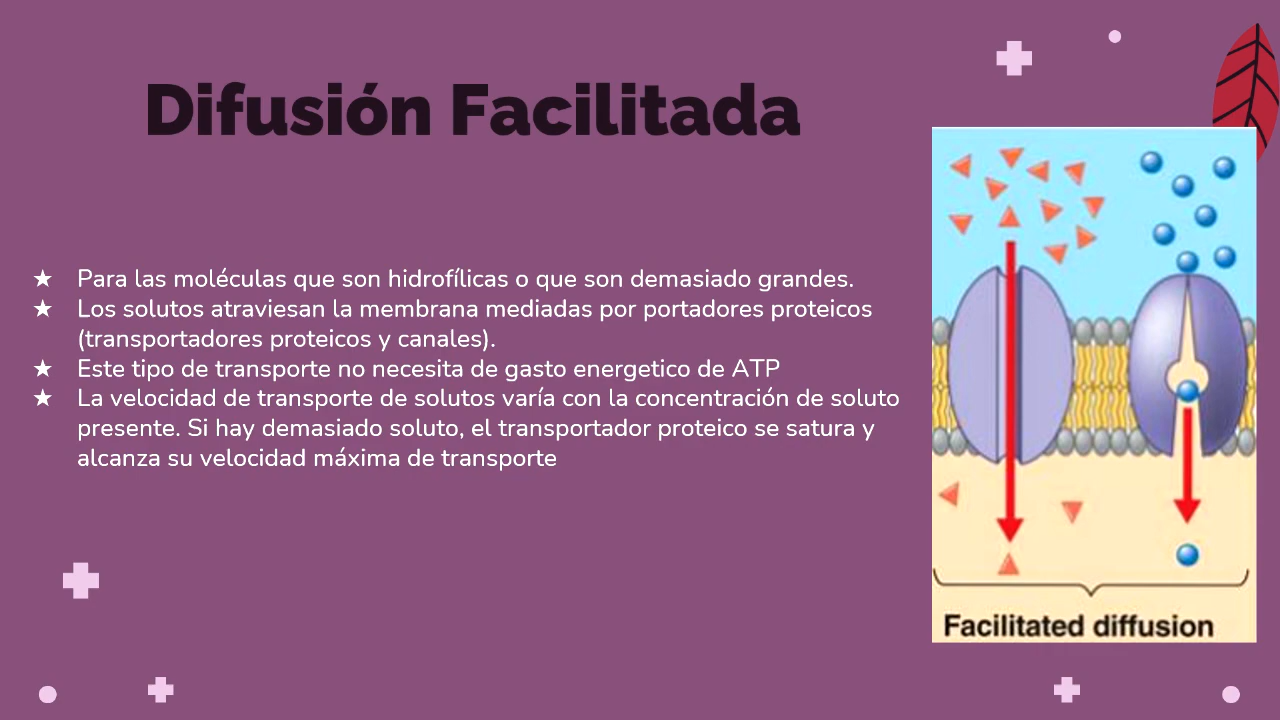 Difusión Facilitada
★ Para las moléculas que son hidrofílicas o que son demasiado grandes.
★ Los solutos atraviesan la membrana mediadas por portadores proteicos
(transportadores proteicos y canales).
★ Este tipo de transporte no necesita de gasto energetico de ATP
★ La velocidad de transporte de solutos varía con la concentración de soluto
presente. Si hay demasiado soluto, el transportador proteico se satura y
alcanza su velocidad máxima de transporte
Facilitated diffusion